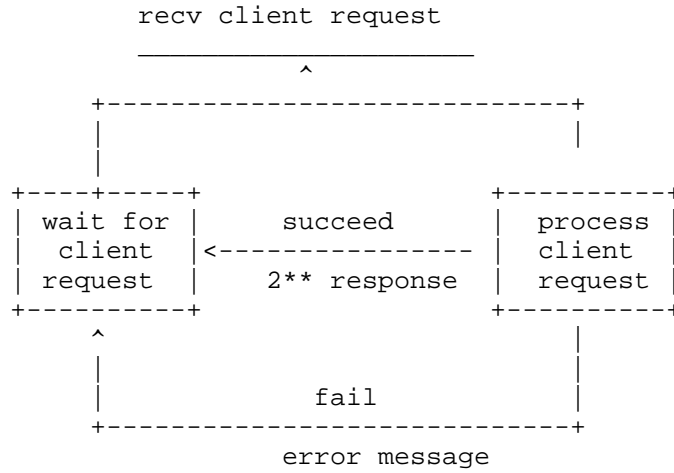 recv client request
wait for succeed process
client client
request 2** response request
fail
error message